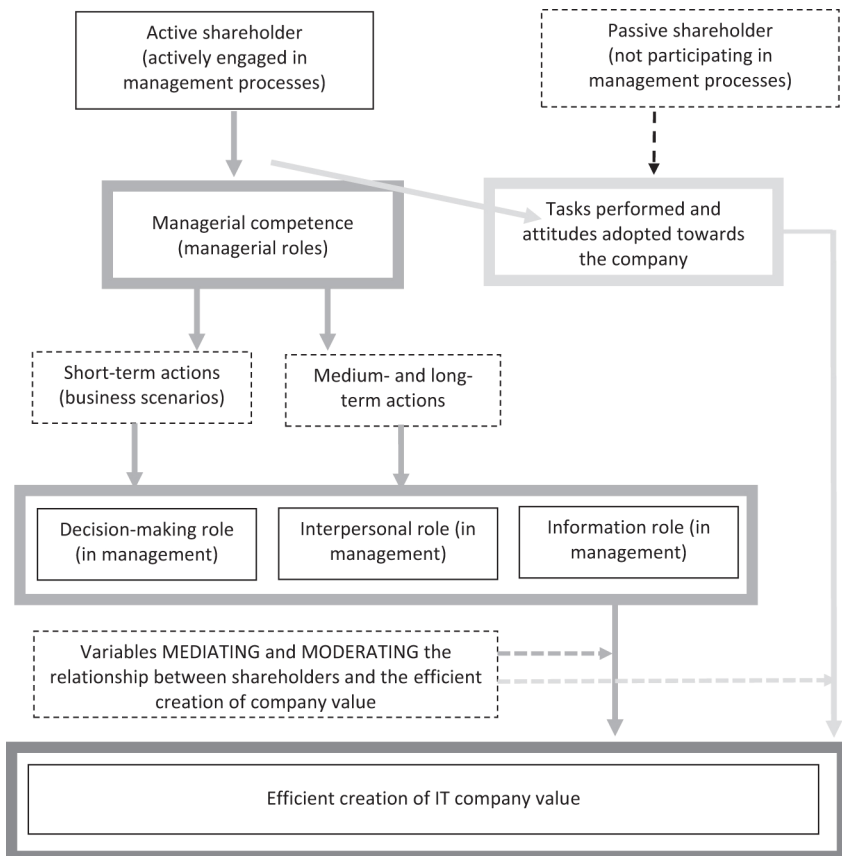 Active shareholder
(actively engaged in
management processes)
Passive shareholder
(not participating in
management processes)
Managerial competence
(managerial roles)
Tasks performed and
attitudes adopted towards
the company
Short-term actions
(business scenarios)
Medium- and long-
term actions
Decision-making role
(in management)
Interpersonal role (in
management)
Information role (in
management)
Variables MEDIATING and MODERATING the
relationship between shareholders and the efficient
creation of company value
Efficient creation of IT company value